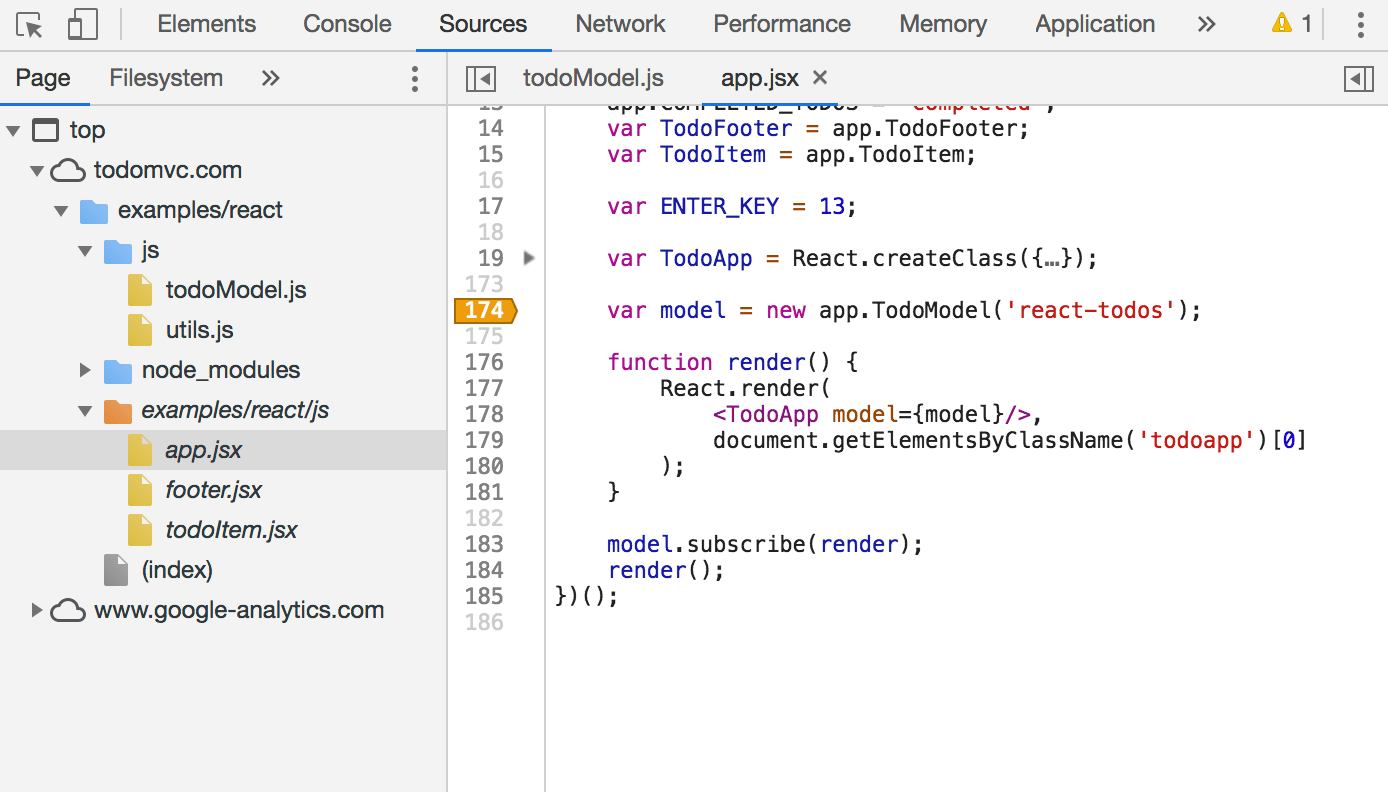 Elements Console Sources Network Performance Memory Application » 1
Page Filesystem »
todoModel.js app.jsx ×
top
todomvc.com
examples/react
js
todoModel.js
utils.js
node_modules
examples/react/js
app.jsx
footer.jsx
todoItem.jsx
(index)
www.google-analytics.com
14 var TodoFooter = app.TodoFooter;
15 var TodoItem = app.TodoItem;
16
17 var ENTER_KEY = 13;
18
19 var TodoApp = React.createClass({…});
173
174 var model = new app.TodoModel('react-todos');
175
176 function render() {
177 React.render(
178 <TodoApp model={model}/>,
179 document.getElementsByClassName('todoapp')[0]
180 );
181 }
182
183 model.subscribe(render);
184 render();
185 })();
186